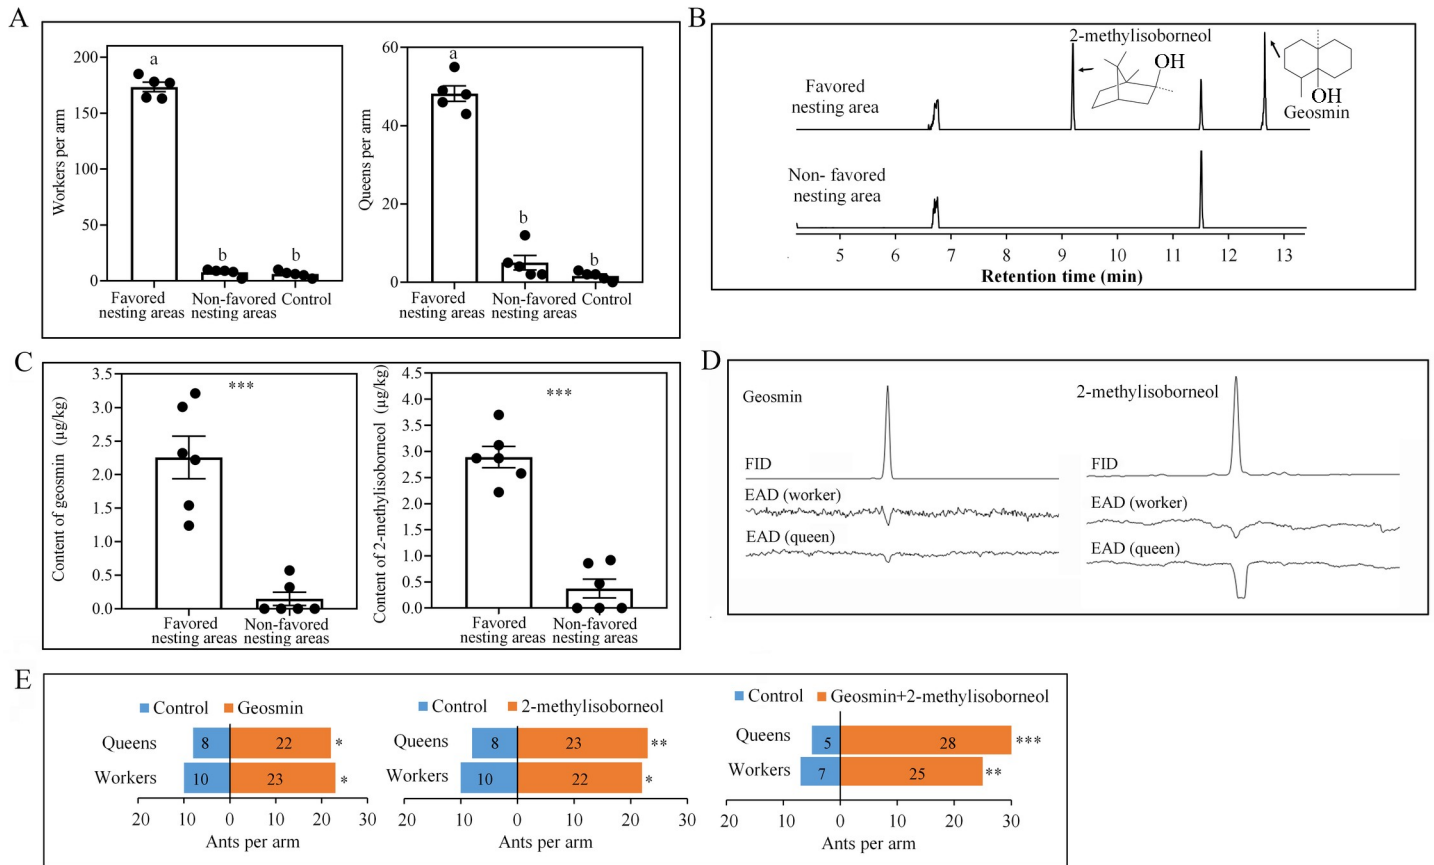 A
Workers per arm
200
150
100
50
0
a
b
b
Favored
nesting areas
Non-favored
nesting areas
Control
Queens per arm
60
40
20
0
a
b
b
Favored
nesting areas
Non-favored
nesting areas
Control
B
2-methylisoborneol
OH
OH
Geosmin
Favored
nesting area
Non- favored
nesting area
5 6 7 8 9 10 11 12 13
Retention time (min)
C
Content of geosmin (μg/kg)
3.5
3.0
2.5
2.0
1.5
1.0
0.5
0.0
***
Favored
nesting areas
Non-favored
nesting areas
Content of 2-methylisoborneol (μg/kg)
4.5
4.0
3.5
3.0
2.5
2.0
1.5
1.0
0.5
0.0
***
Favored
nesting areas
Non-favored
nesting areas
D
Geosmin
FID
EAD (worker)
EAD (queen)
2-methylisoborneol
FID
EAD (worker)
EAD (queen)
E
Control Geosmin
Queens 8 22 *
Workers 10 23 *
20 10 0 10 20 30
Ants per arm
Control 2-methylisoborneol
Queens 8 23 **
Workers 10 22 *
20 10 0 10 20 30
Ants per arm
Control Geosmin+2-methylisoborneol
Queens 5 28 ***
Workers 7 25 **
20 10 0 10 20 30
Ants per arm